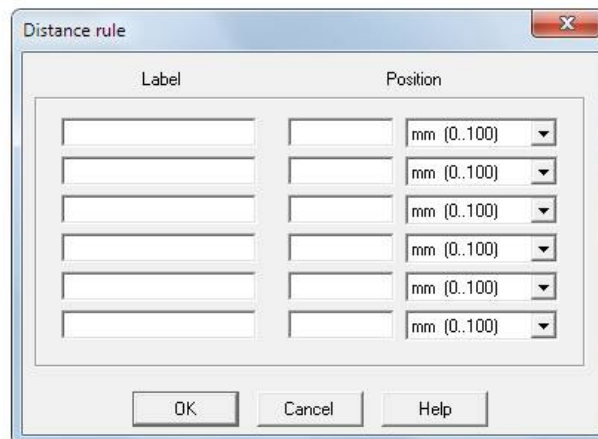 Distance rule
Label Position
mm (0..100)
mm (0..100)
mm (0..100)
mm (0..100)
mm (0..100)
mm (0..100)
OK Cancel Help